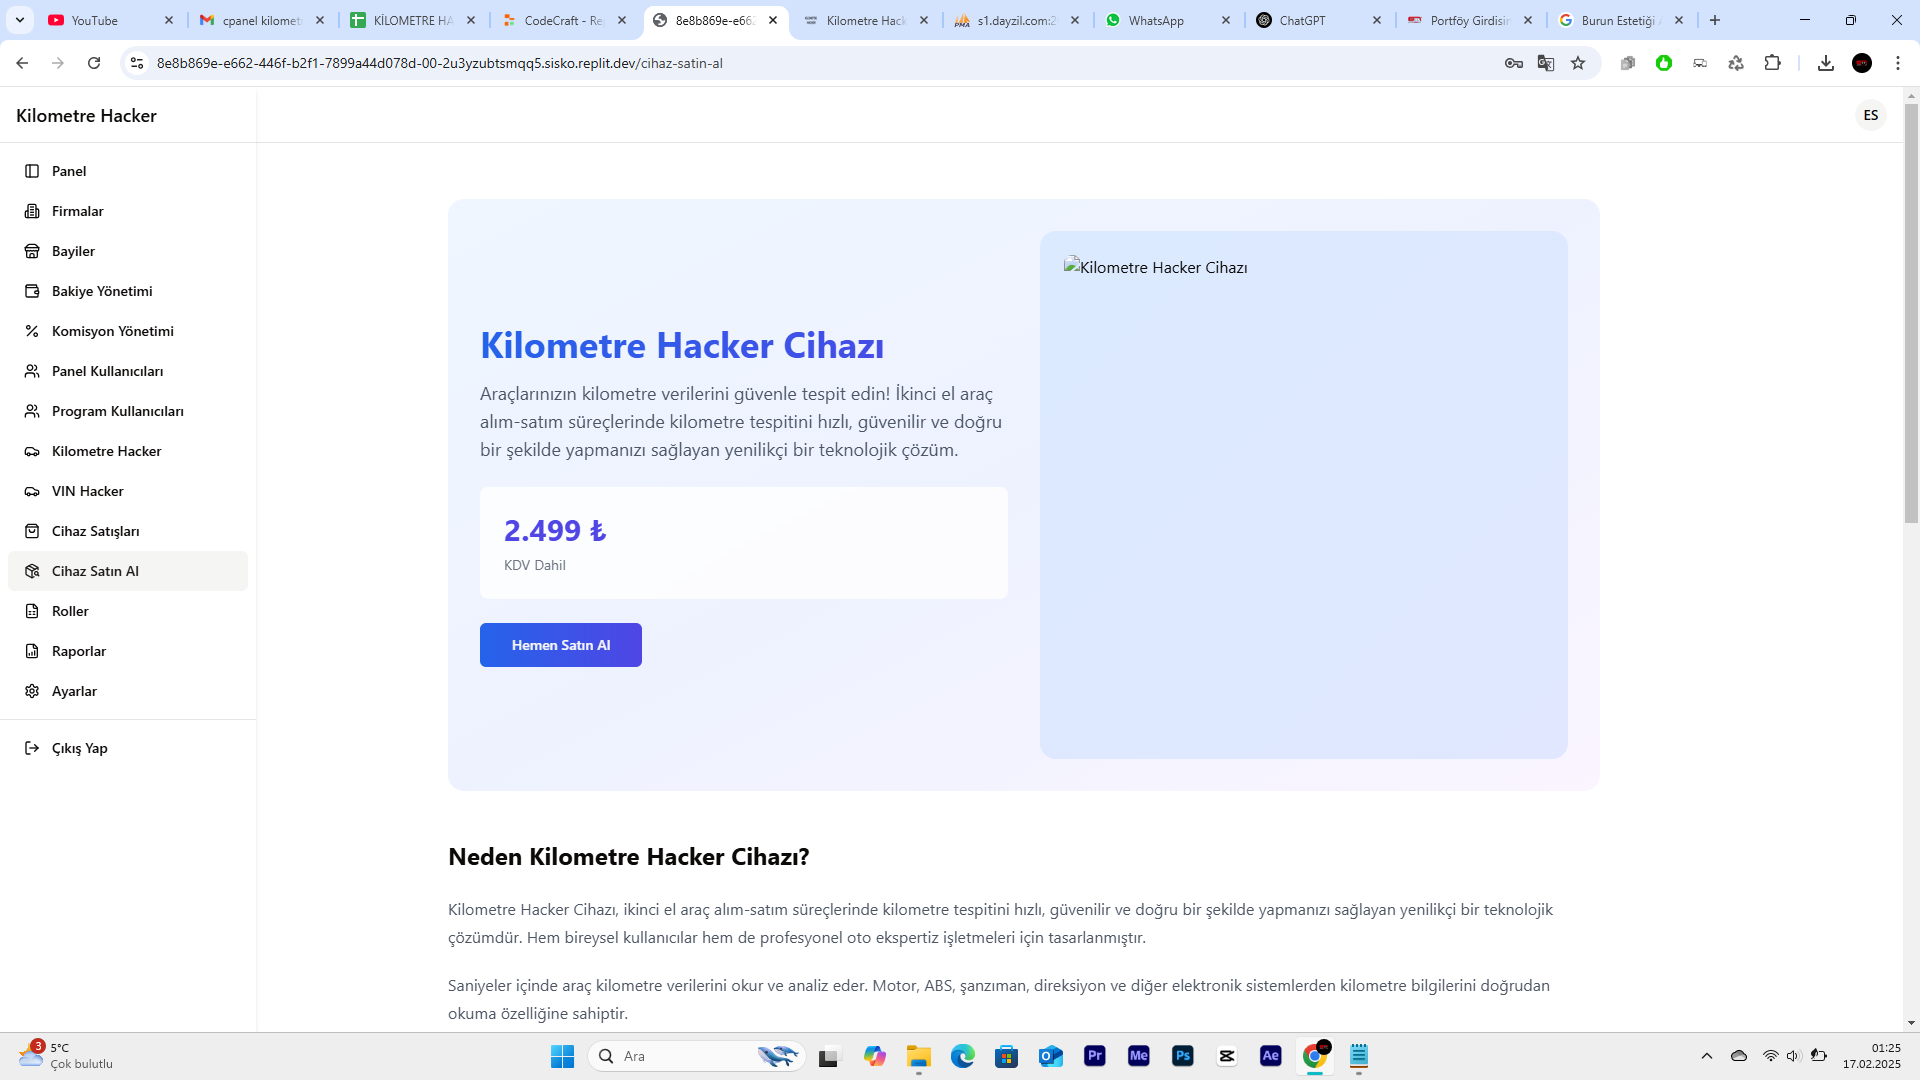 YouTube
cpanel kilomet
KİLOMETRE HA
CodeCraft - Re
8e8b869e-e66
Kilometre Hack
s1.dayzil.com:2
WhatsApp
ChatGPT
Portföy Girdisi
Burun Estetiği
8e8b869e-e662-446f-b2f1-7899a44d078d-00-2u3yzubtsmqq5.sisko.replit.dev/cihaz-satin-al
Kilometre Hacker
ES
Panel
Firmalar
Bayiler
Bakiye Yönetimi
Komisyon Yönetimi
Panel Kullanıcıları
Program Kullanıcıları
Kilometre Hacker
VIN Hacker
Cihaz Satışları
Cihaz Satın Al
Roller
Raporlar
Ayarlar
Çıkış Yap
Kilometre Hacker Cihazı
Araçlarınızın kilometre verilerini güvenle tespit edin! İkinci el araç
alım-satım süreçlerinde kilometre tespitini hızlı, güvenilir ve doğru
bir şekilde yapmanızı sağlayan yenilikçi bir teknolojik çözüm.
2.499 ₺
KDV Dahil
Hemen Satın Al
Kilometre Hacker Cihazı
Neden Kilometre Hacker Cihazı?
Kilometre Hacker Cihazı, ikinci el araç alım-satım süreçlerinde kilometre tespitini hızlı, güvenilir ve doğru bir şekilde yapmanızı sağlayan yenilikçi bir teknolojik
çözümdür. Hem bireysel kullanıcılar hem de profesyonel oto ekspertiz işletmeleri için tasarlanmıştır.
Saniyeler içinde araç kilometre verilerini okur ve analiz eder. Motor, ABS, şanzıman, direksiyon ve diğer elektronik sistemlerden kilometre bilgilerini doğrudan
okuma özelliğine sahiptir.
3
5°C
Çok bulutlu
Ara
Pr
Me
Ps
Ae
01:25
17.02.2025